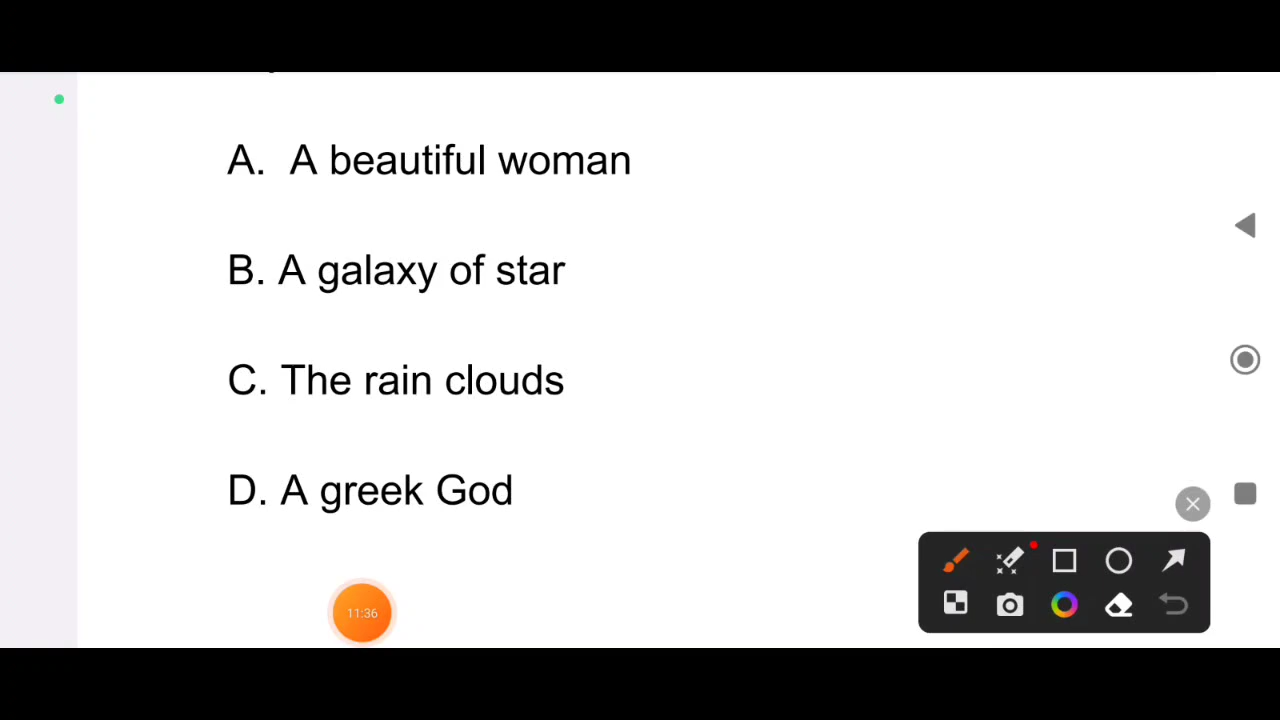 A. A beautiful woman
B. A galaxy of star
C. The rain clouds
D. A greek God
11:36